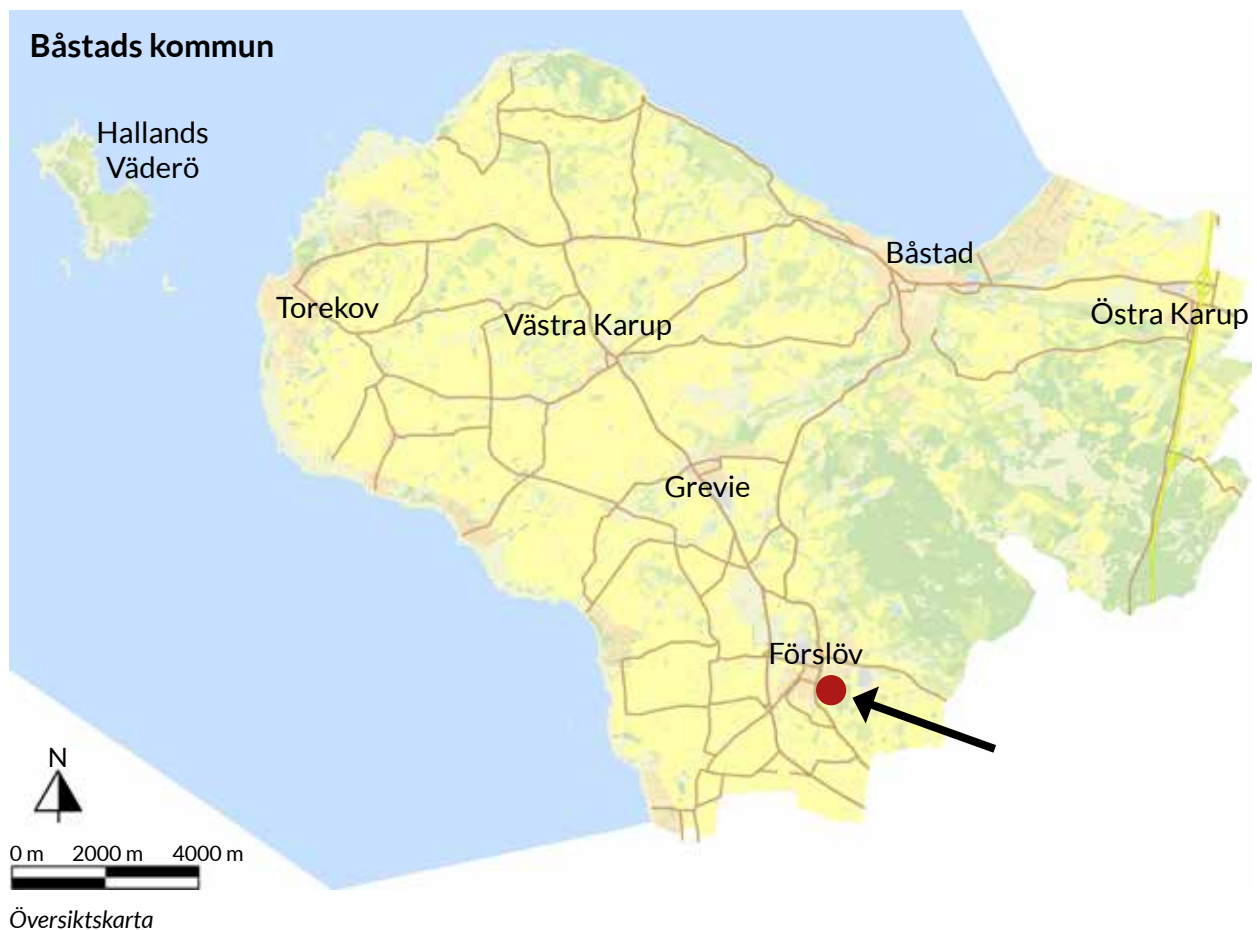 Båstads kommun
Hallands
Väderö
Båstad
Torekov
Östra Karup
Västra Karup
Grevie
Förslöv
N
0 m 2000 m 4000 m
Översiktskarta